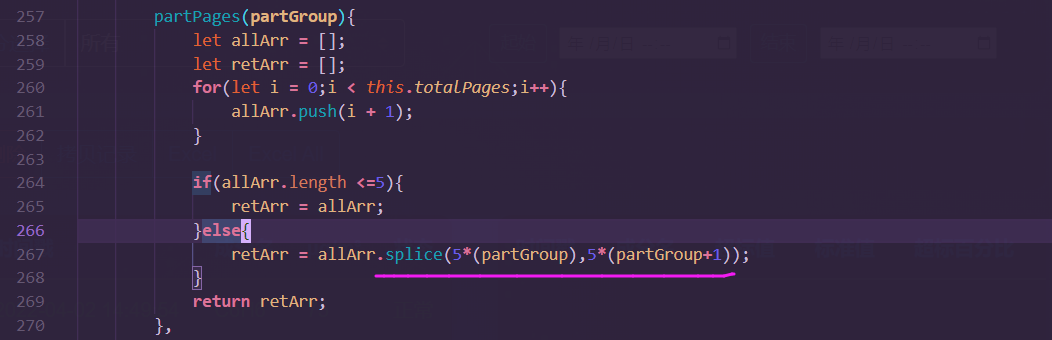 257 partPages(partGroup){
258 let allArr = [];
259 let retArr = [];
260 for(let i = 0;i < this.totalPages;i++){
261 allArr.push(i + 1);
262 }
263
264 if(allArr.length <=5){
265 retArr = allArr;
266 }else{
267 retArr = allArr.splice(5*(partGroup),5*(partGroup+1));
268 }
269 return retArr;
270 },